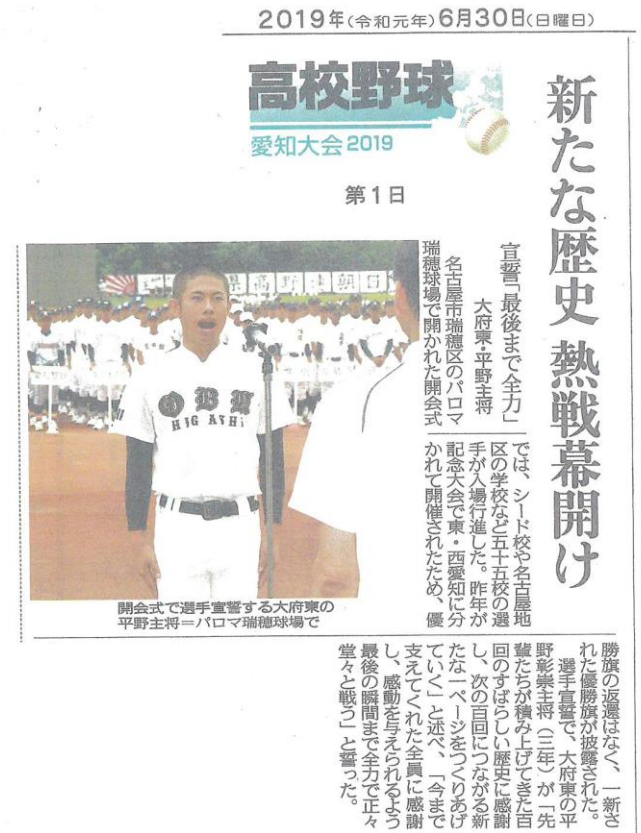 2019年(令和元年)6月30日(日曜日)
高校野球
愛知大会2019
第1日
新たな歴史 熱戦幕開け
宣誓「最後まで全力」
大府東・平野主将
名古屋市瑞穂区のパロマ
瑞穂球場で開かれた開会式
では、シード校や名古屋地
区の学校など五十五校の選
手が入場行進した。昨年が
記念大会で東・西愛知に分
かれて開催されたため、優
勝旗の返還はなく、一新さ
れた優勝旗が披露された。
選手宣誓で、大府東の平
野彰崇主将(三年)が「先
輩たちが積み上げてきた百
回のすばらしい歴史に感謝
し、次の百回につながる新
たな一ページをつくりあげ
ていく」と述べ、「今まで
支えてくれた全員に感謝
し、感動を与えられるよう
最後の瞬間まで全力で正々
堂々と戦う」と誓った。
OBU
HIGASHI
開会式で選手宣誓する大府東の
平野主将=パロマ瑞穂球場で